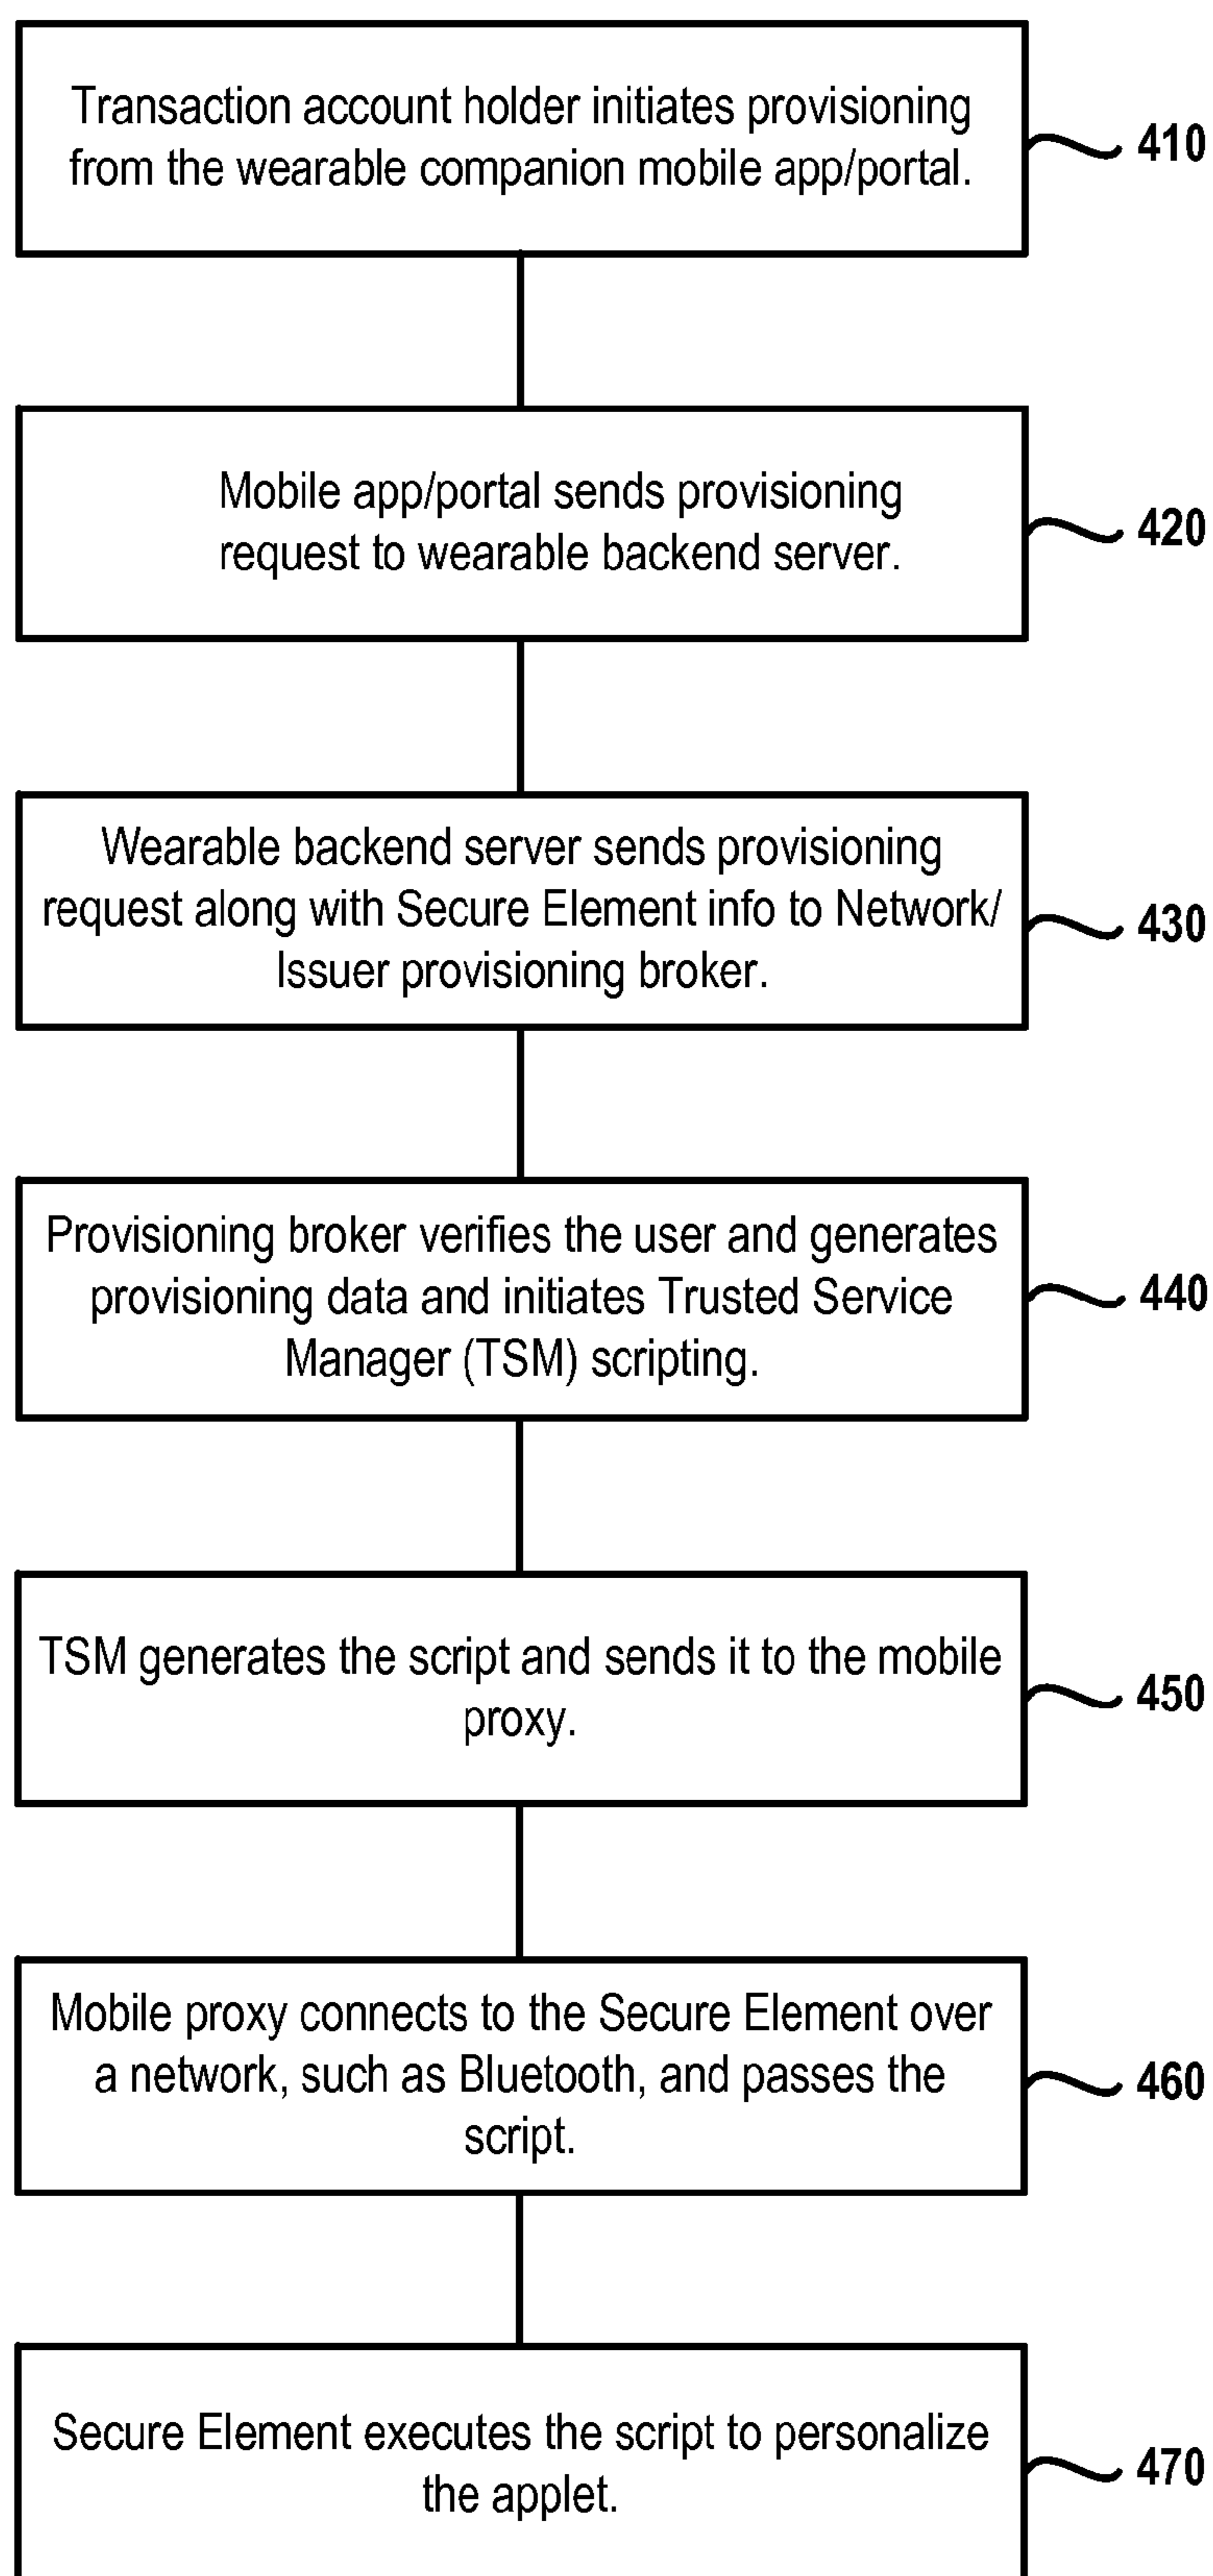 Transaction account holder initiates provisioning
from the wearable companion mobile app/portal.
410
Mobile app/portal sends provisioning
request to wearable backend server.
420
Wearable backend server sends provisioning
request along with Secure Element info to Network/
Issuer provisioning broker.
430
Provisioning broker verifies the user and generates
provisioning data and initiates Trusted Service
Manager (TSM) scripting.
440
TSM generates the script and sends it to the mobile
proxy.
450
Mobile proxy connects to the Secure Element over
a network, such as Bluetooth, and passes the
script.
460
Secure Element executes the script to personalize
the applet.
470